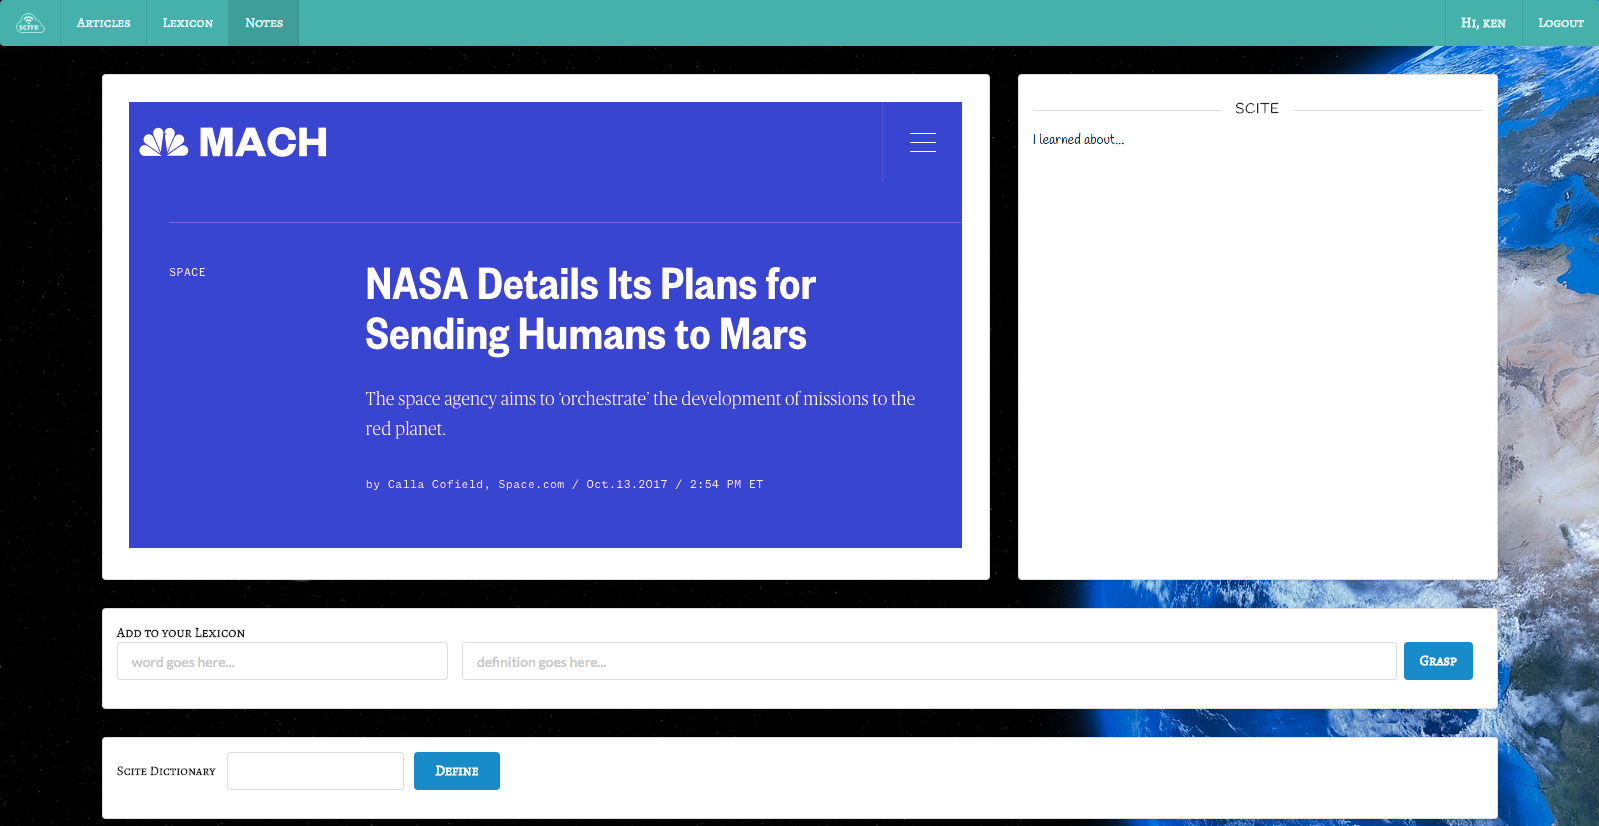 SCITE
Articles
Lexicon
Notes
Hi, ken
Logout
MACH
SPACE
NASA Details Its Plans for
Sending Humans to Mars
The space agency aims to ‘orchestrate’ the development of missions to the
red planet.
by Calla Cofield, Space.com / Oct.13.2017 / 2:54 PM ET
SCITE
I learned about...
Add to your Lexicon
word goes here...
definition goes here...
Grasp
Scite Dictionary
Define